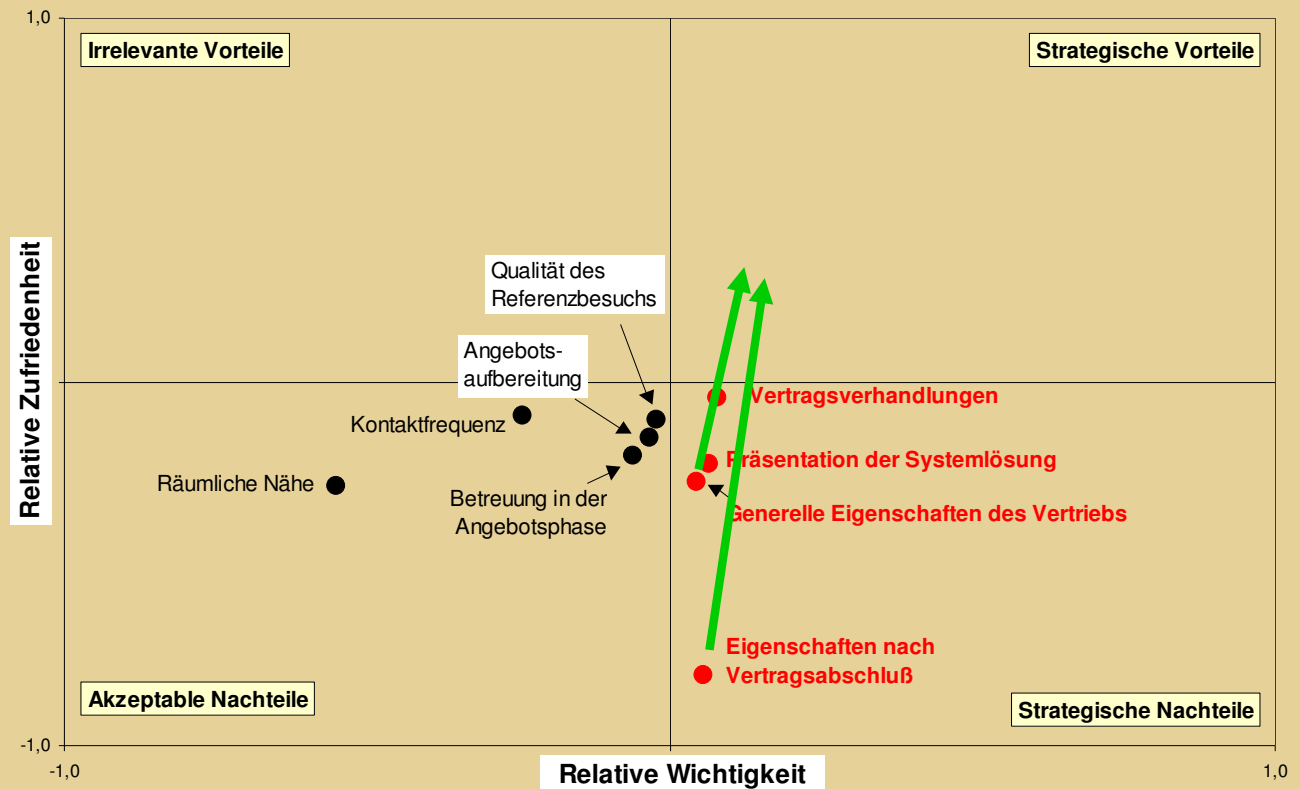 1,0
Irrelevante Vorteile
Strategische Vorteile
Relative Zufriedenheit
Qualität des
Referenzbesuchs
Angebots-
aufbereitung
Kontaktfrequenz
Vertragsverhandlungen
Räumliche Nähe
Präsentation der Systemlösung
Betreuung in der
Angebotsphase
Generelle Eigenschaften des Vertriebs
Eigenschaften nach
Vertragsabschluß
Akzeptable Nachteile
Strategische Nachteile
-1,0
-1,0
Relative Wichtigkeit
1,0